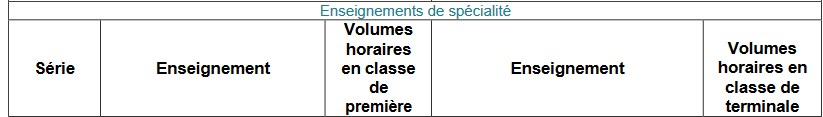 Enseignements de spécialité
Série
Enseignement
Volumes
horaires
en classe
de
première
Enseignement
Volumes
horaires en
classe de
terminale